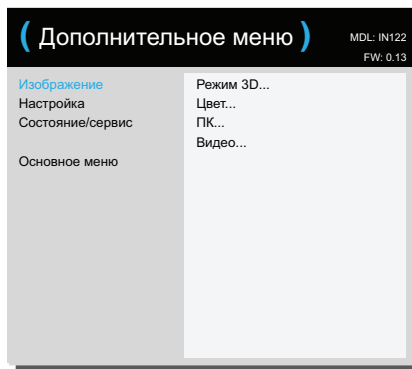 ( Дополнительное меню )
MDL: IN122
FW: 0.13
Изображение
Настройка
Состояние/сервис
Основное меню
Режим 3D...
Цвет...
ПК...
Видео...